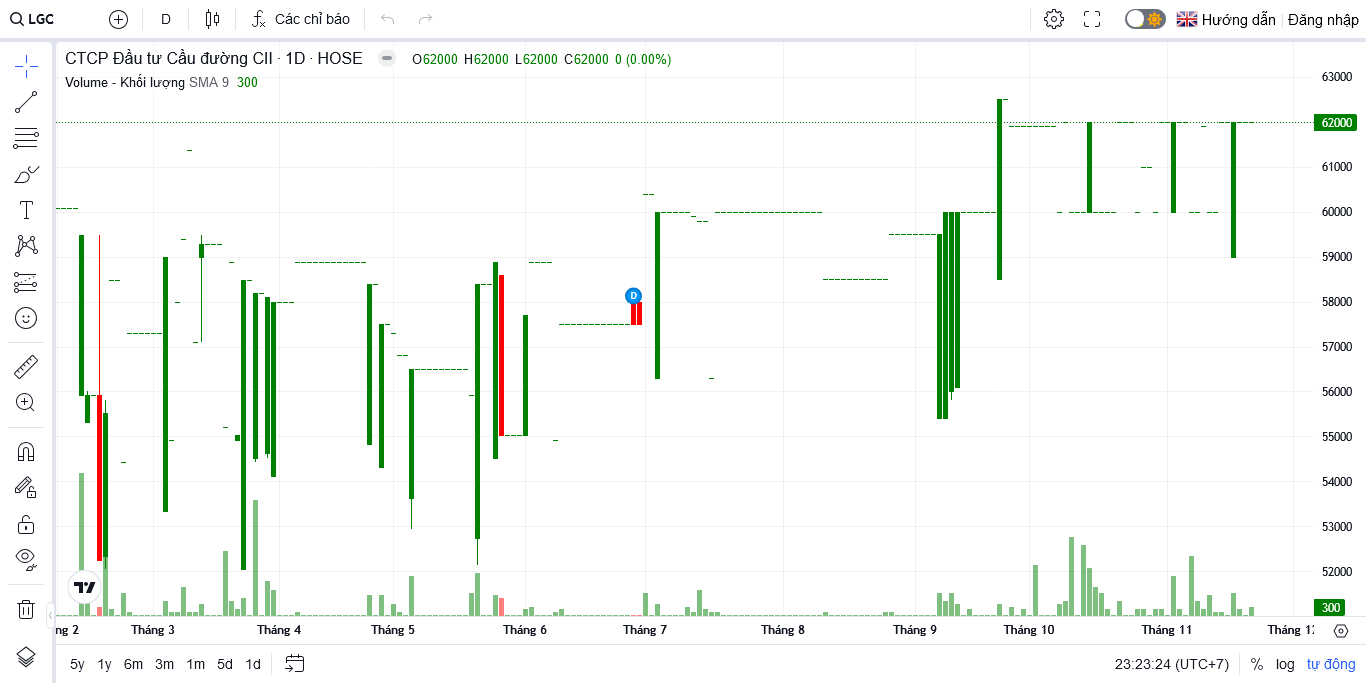 LGC D Các chỉ báo Hướng dẫn Đăng nhập
CTCP Đầu tư Cầu đường CII · 1D · HOSE O62000 H62000 L62000 C62000 0 (0.00%)
Volume - Khối lượng SMA 9 300
63000
62000
61000
60000
59000
58000
57000
56000
55000
54000
53000
52000
300
D
ng 2 Tháng 3 Tháng 4 Tháng 5 Tháng 6 Tháng 7 Tháng 8 Tháng 9 Tháng 10 Tháng 11 Tháng 1
5y 1y 6m 3m 1m 5d 1d 23:23:24 (UTC+7) % log tự động